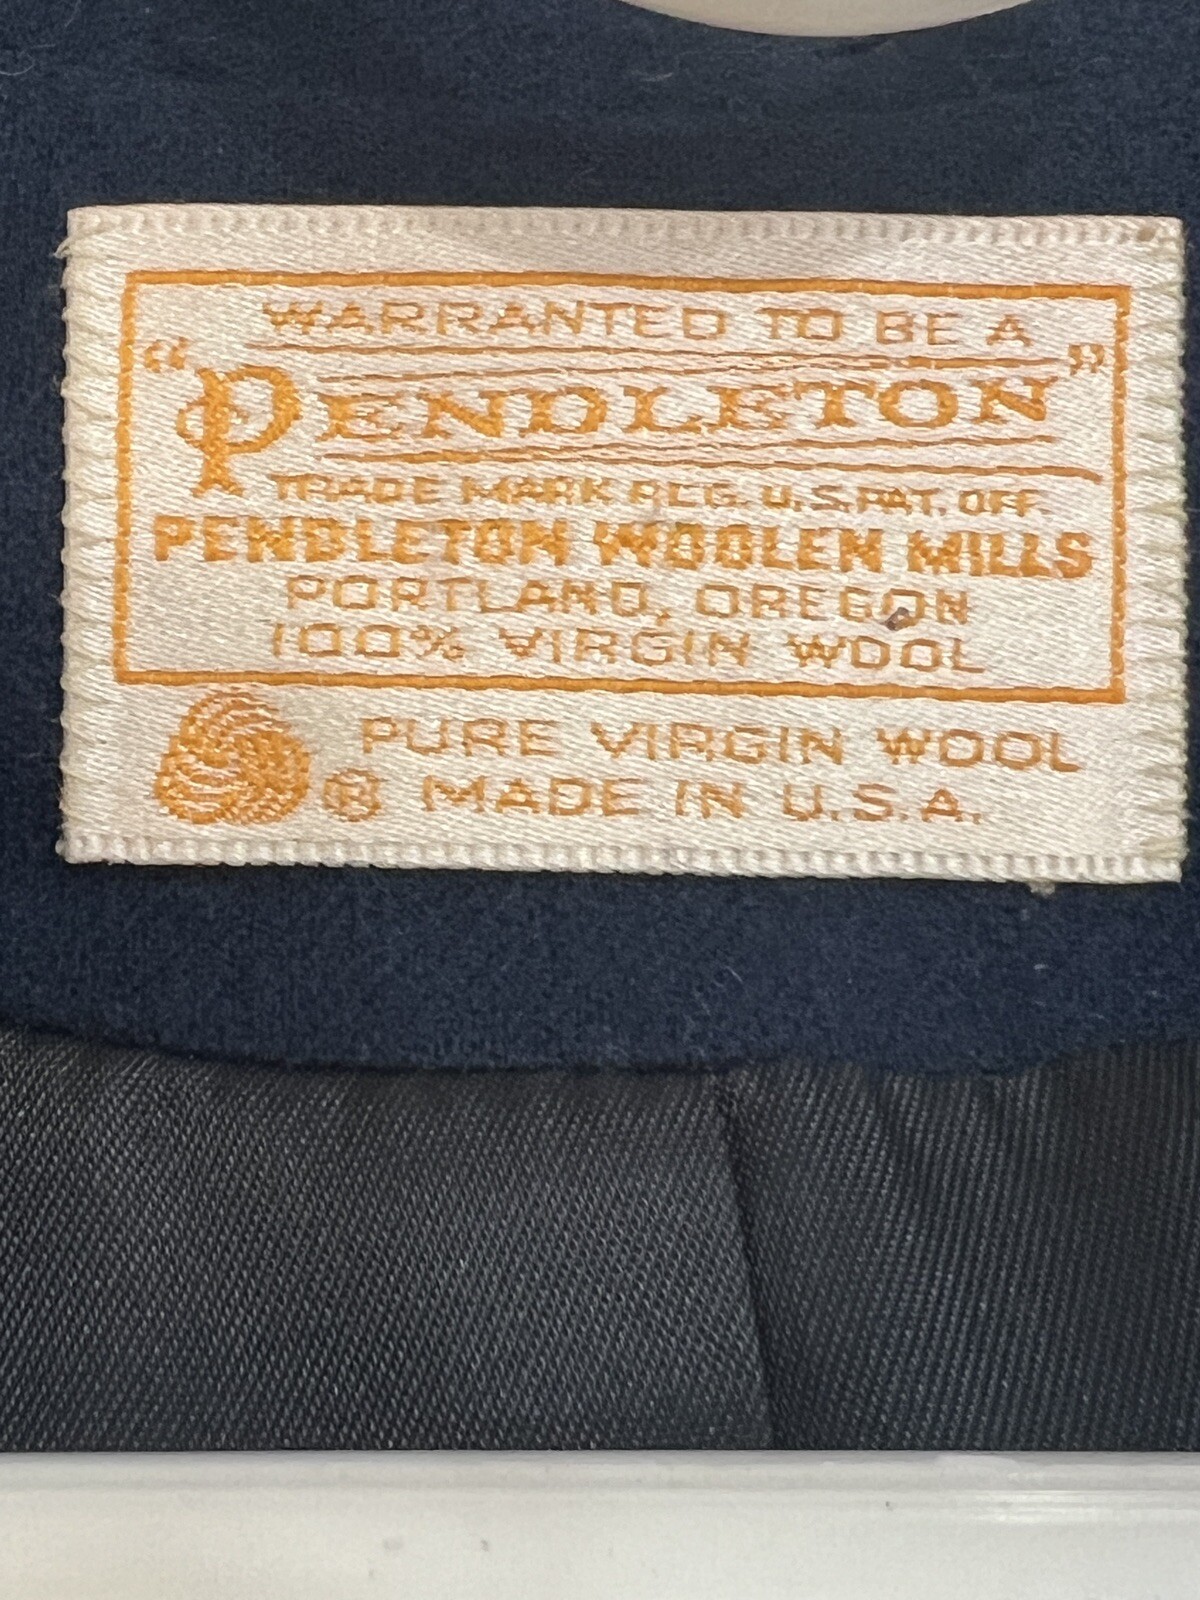 WARRANTED TO BE A
"PENDLETON"
TRADE MARK REG. U.S. PAT. OFF.
PENDLETON WOOLEN MILLS
PORTLAND, OREGON
100% VIRGIN WOOL
PURE VIRGIN WOOL
® MADE IN U.S.A.